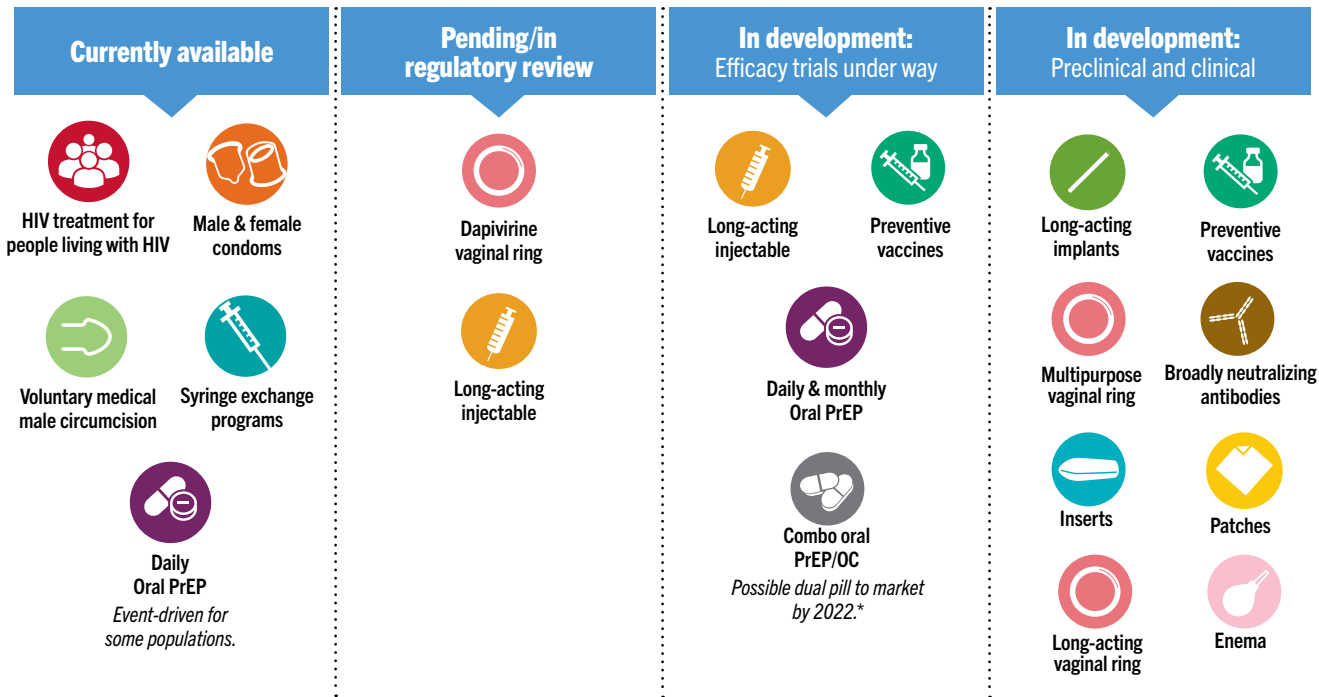 Currently available
HIV treatment for
people living with HIV
Male & female
condoms
Voluntary medical
male circumcision
Syringe exchange
programs
Daily
Oral PrEP
Event-driven for
some populations.
Pending/in
regulatory review
Dapivirine
vaginal ring
Long-acting
injectable
In development:
Efficacy trials under way
Long-acting
injectable
Preventive
vaccines
Daily & monthly
Oral PrEP
Combo oral
PrEP/OC
Possible dual pill to market
by 2022.*
In development:
Preclinical and clinical
Long-acting
implants
Preventive
vaccines
Multipurpose
vaginal ring
Broadly neutralizing
antibodies
Inserts
Patches
Long-acting
vaginal ring
Enema